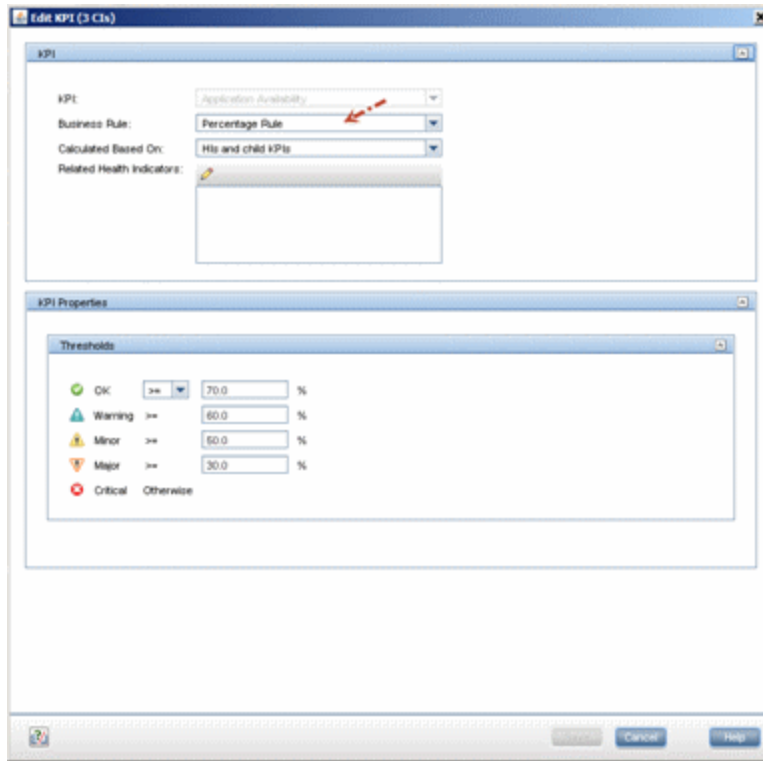 Edit KPI (3 CIs)
KPI
KPI: Application Availability
Business Rule: Percentage Rule
Calculated Based On: HIs and child KPIs
Related Health Indicators:
KPI Properties
Thresholds
OK >= 70.0 %
Warning >= 60.0 %
Minor >= 50.0 %
Major >= 30.0 %
Critical Otherwise
Cancel Help